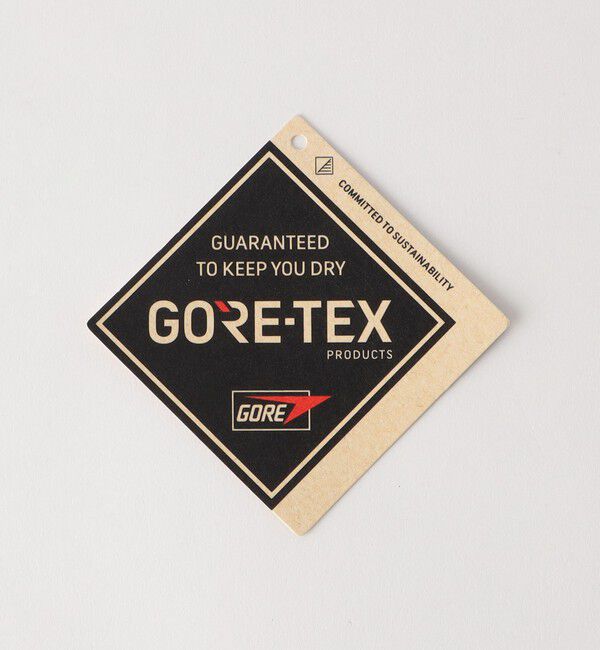 COMMITTED TO SUSTAINABILITY
GUARANTEED
TO KEEP YOU DRY
GORE-TEX
PRODUCTS
GORE